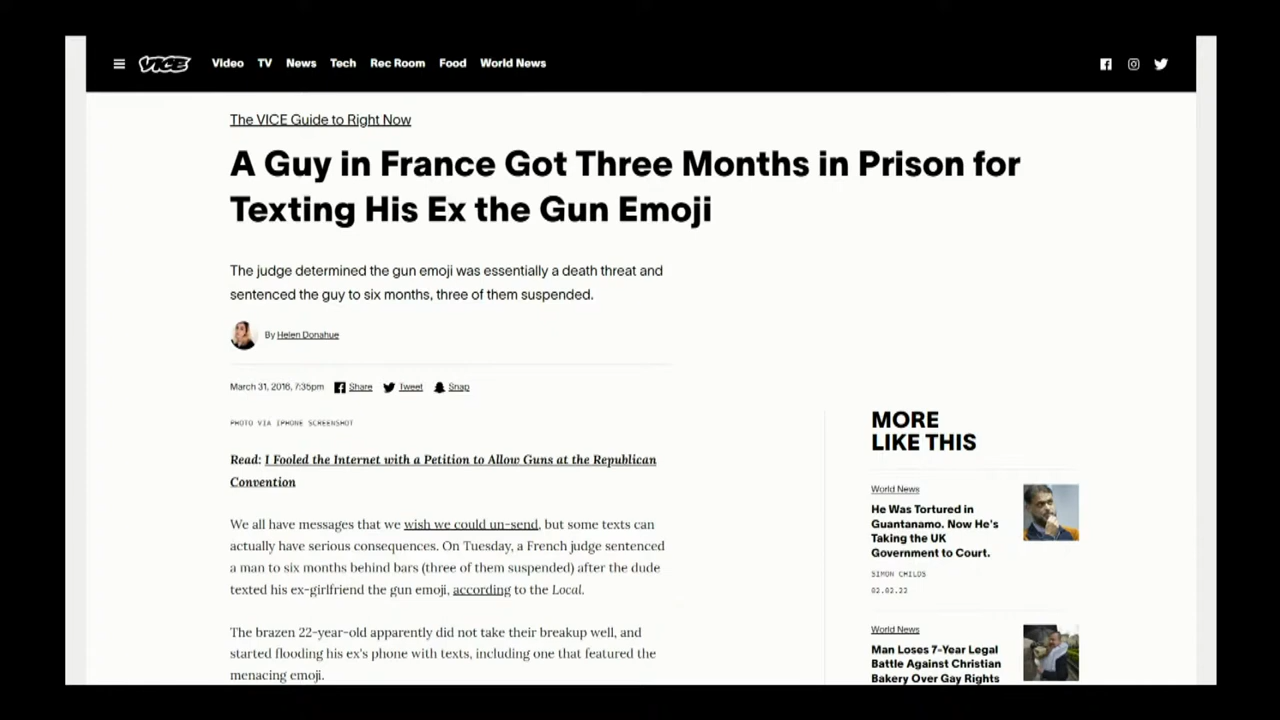 VICE
Video TV News Tech Rec Room Food World News
The VICE Guide to Right Now
A Guy in France Got Three Months in Prison for
Texting His Ex the Gun Emoji
The judge determined the gun emoji was essentially a death threat and
sentenced the guy to six months, three of them suspended.
By Helen Donahue
March 31, 2016, 7:35pm Share Tweet Snap
PHOTO VIA IPHONE SCREENSHOT
Read: I Fooled the Internet with a Petition to Allow Guns at the Republican
Convention
We all have messages that we wish we could un-send, but some texts can
actually have serious consequences. On Tuesday, a French judge sentenced
a man to six months behind bars (three of them suspended) after the dude
texted his ex-girlfriend the gun emoji, according to the Local.
The brazen 22-year-old apparently did not take their breakup well, and
started flooding his ex's phone with texts, including one that featured the
menacing emoji.
MORE
LIKE THIS
World News
He Was Tortured in
Guantanamo. Now He's
Taking the UK
Government to Court.
SIMON CHILDS
02.02.22
World News
Man Loses 7-Year Legal
Battle Against Christian
Bakery Over Gay Rights